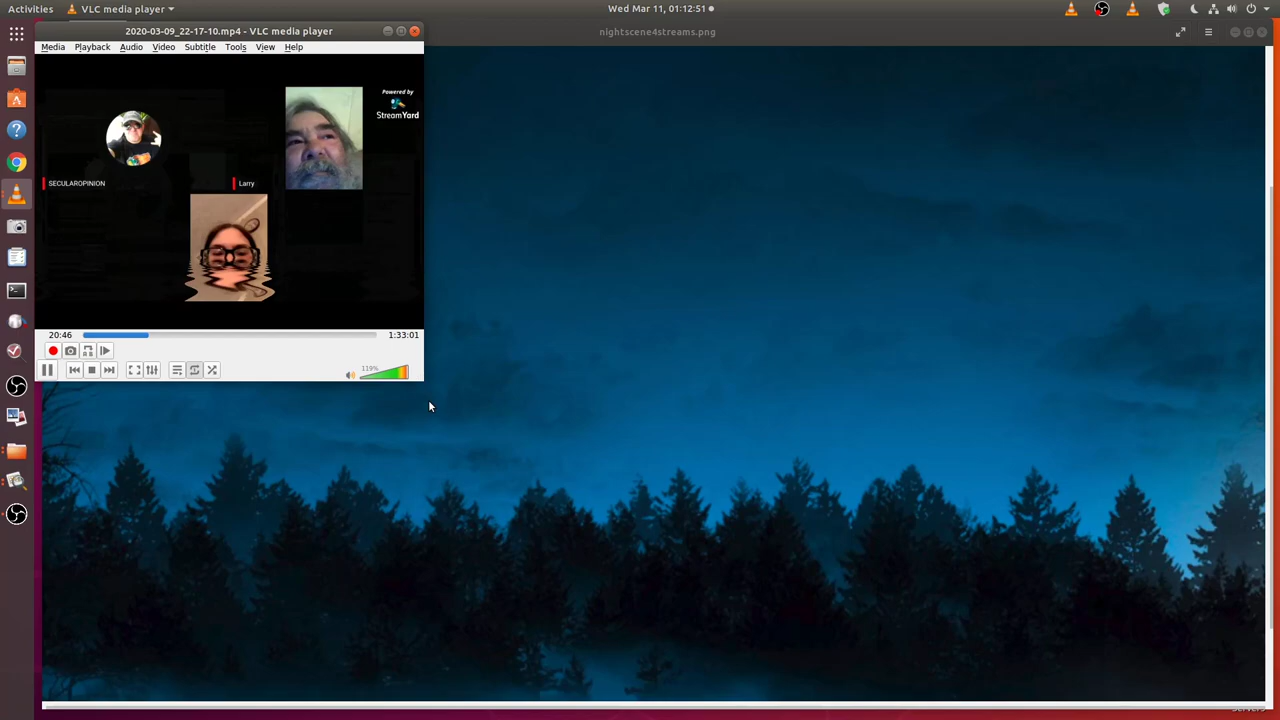 Activities VLC media player Wed Mar 11, 01:12:51
2020-03-09_22-17-10.mp4 - VLC media player
nightscene4streams.png
Media Playback Audio Video Subtitle Tools View Help
Powered by
StreamYard
SECULAROPINION
Larry
20:46 1:33:01
119%